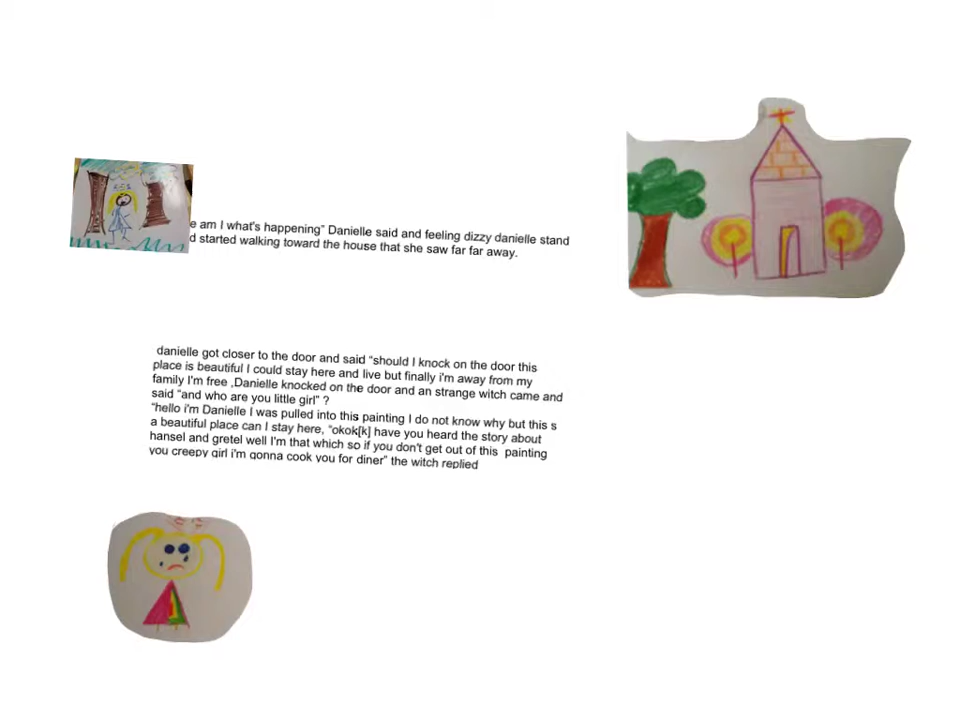 e am I what's happening” Danielle said and feeling dizzy danielle stand
d started walking toward the house that she saw far far away.
danielle got closer to the door and said “should I knock on the door this
place is beautiful I could stay here and live but finally i'm away from my
family I'm free ,Danielle knocked on the door and an strange witch came and
said “and who are you little girl” ?
“hello i'm Danielle I was pulled into this painting I do not know why but this s
a beautiful place can I stay here, “okok[k] have you heard the story about
hansel and gretel well I'm that which so if you don't get out of this painting
you creepy girl i'm gonna cook you for diner” the witch replied